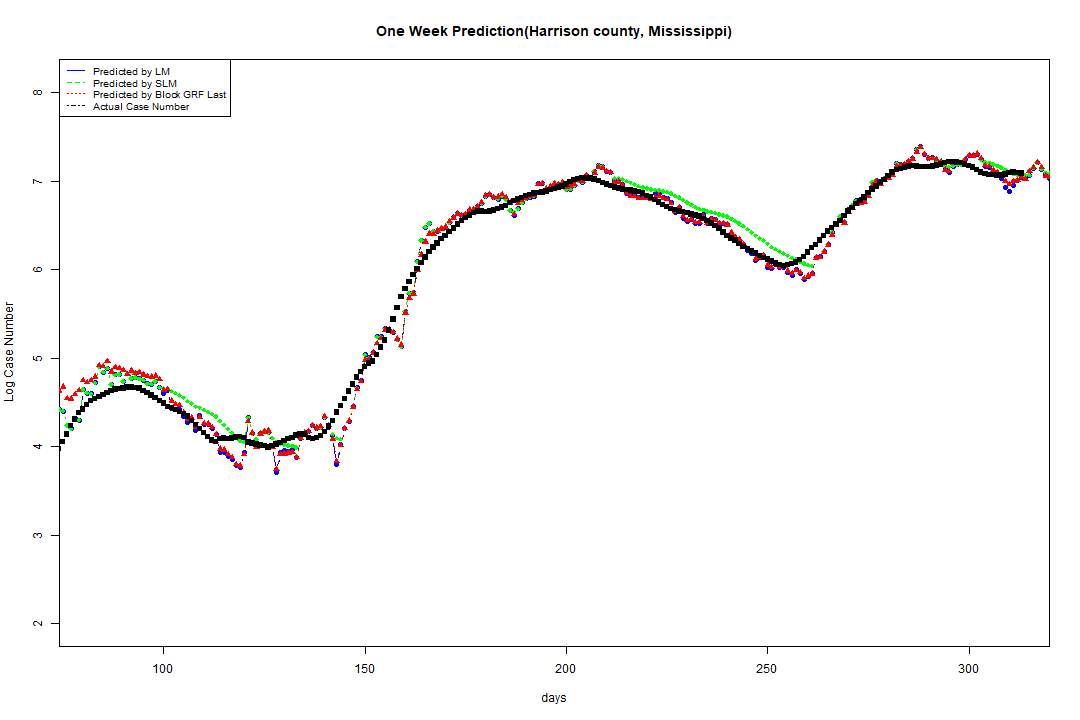 One Week Prediction(Harrison county, Mississippi)
Predicted by LM
Predicted by SLM
Predicted by Block GRF Last
Actual Case Number
8
7
6
5
4
3
2
Log Case Number
100 150 200 250 300
days